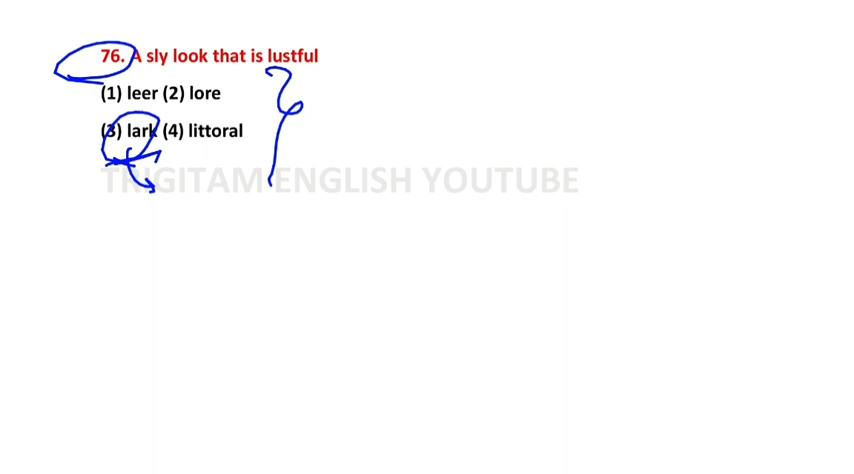 76. A sly look that is lustful
(1) leer (2) lore
(3) lark (4) littoral
TRIGITAM ENGLISH YOUTUBE